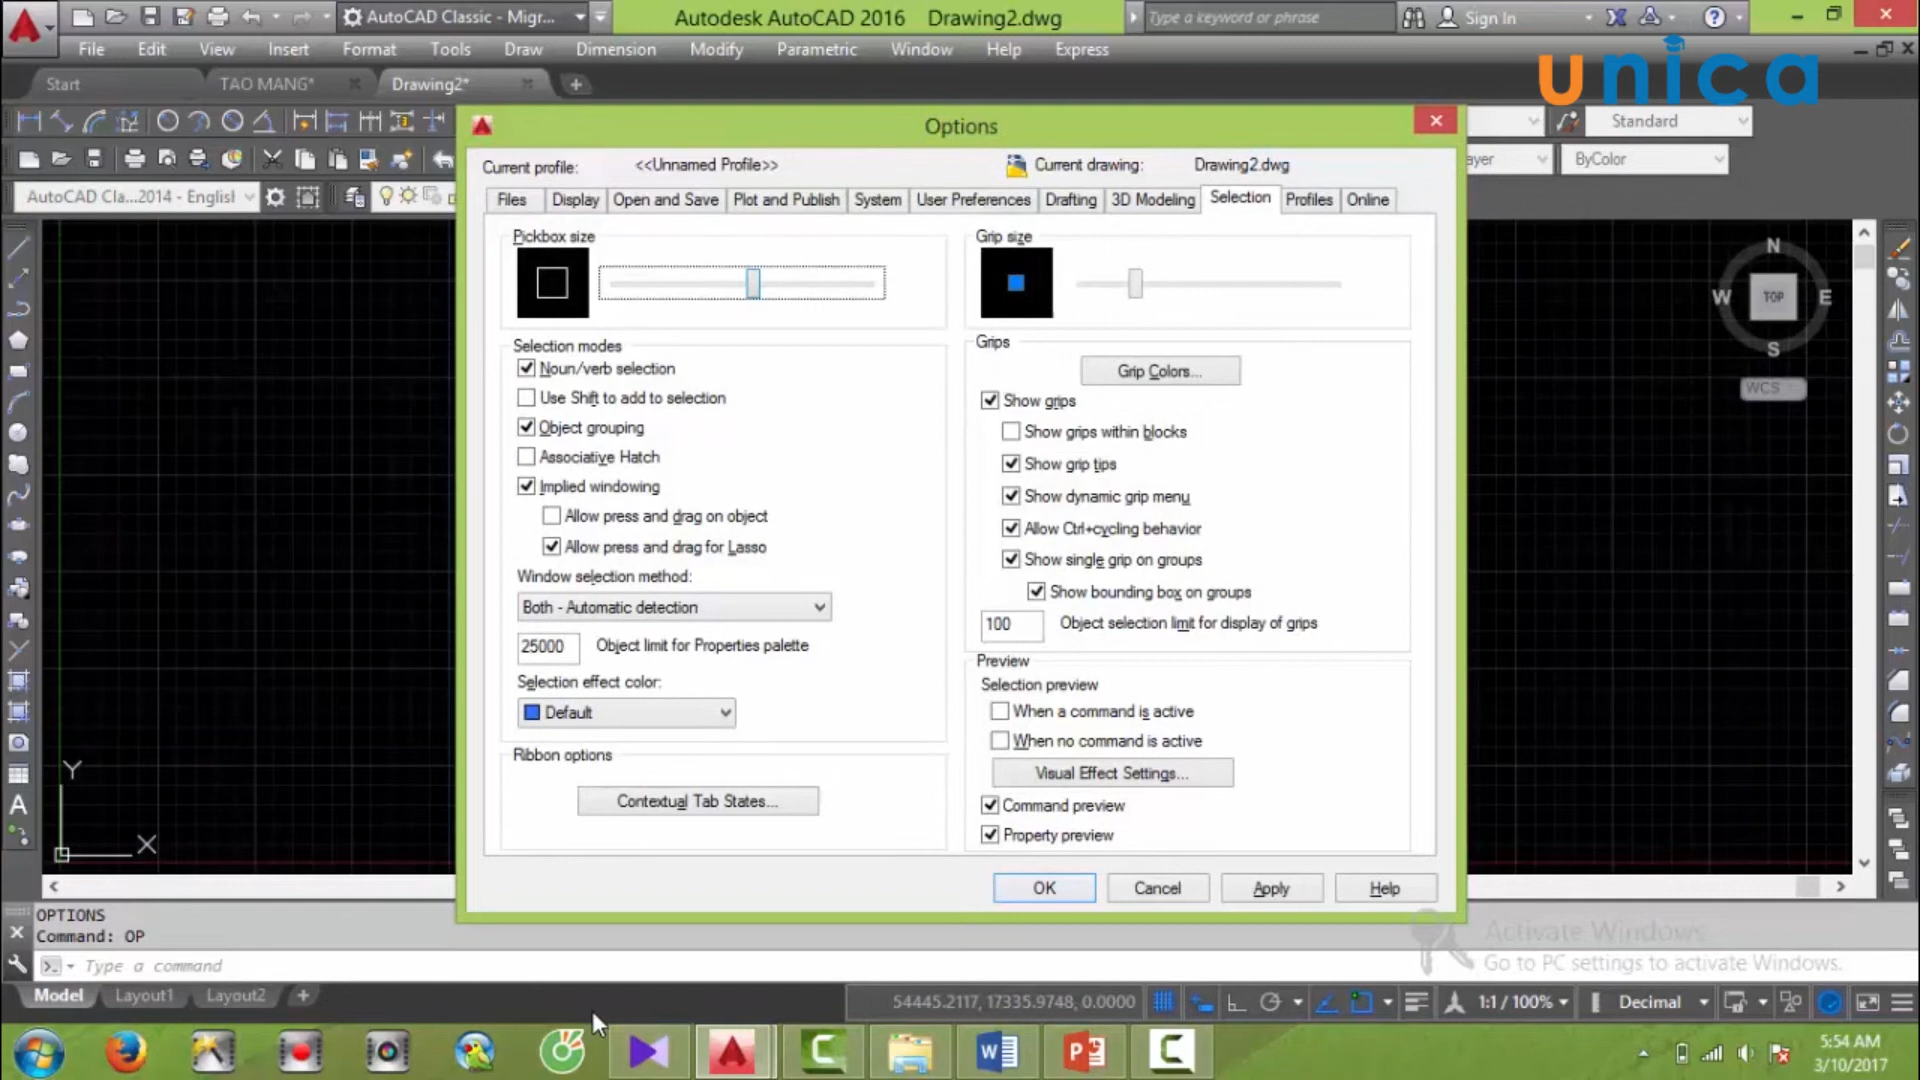 AutoCAD Classic - Migr...
Autodesk AutoCAD 2016 Drawing2.dwg
Type a keyword or phrase
Sign In
File Edit View Insert Format Tools Draw Dimension Modify Parametric Window Help Express
unica
Start TAO MANG* Drawing2*
Options
Standard
Current profile: <<Unnamed Profile>> Current drawing: Drawing2.dwg
ayer ByColor
AutoCAD Cla...2014 - English
Files Display Open and Save Plot and Publish System User Preferences Drafting 3D Modeling Selection Profiles Online
Pickbox size
Grip size
N
W TOP E
S
WCS
Selection modes
Noun/verb selection
Use Shift to add to selection
Object grouping
Associative Hatch
Implied windowing
Allow press and drag on object
Allow press and drag for Lasso
Window selection method:
Both - Automatic detection
25000 Object limit for Properties palette
Selection effect color:
Default
Ribbon options
Contextual Tab States...
Grips
Grip Colors...
Show grips
Show grips within blocks
Show grip tips
Show dynamic grip menu
Allow Ctrl+cycling behavior
Show single grip on groups
Show bounding box on groups
100 Object selection limit for display of grips
Preview
Selection preview
When a command is active
When no command is active
Visual Effect Settings...
Command preview
Property preview
Y
X
OK Cancel Apply Help
OPTIONS
Command: OP
Type a command
Activate Windows
Go to PC settings to activate Windows.
Model Layout1 Layout2 +
54445.2117, 17335.9748, 0.0000
1:1 / 100% Decimal
5:54 AM
3/10/2017